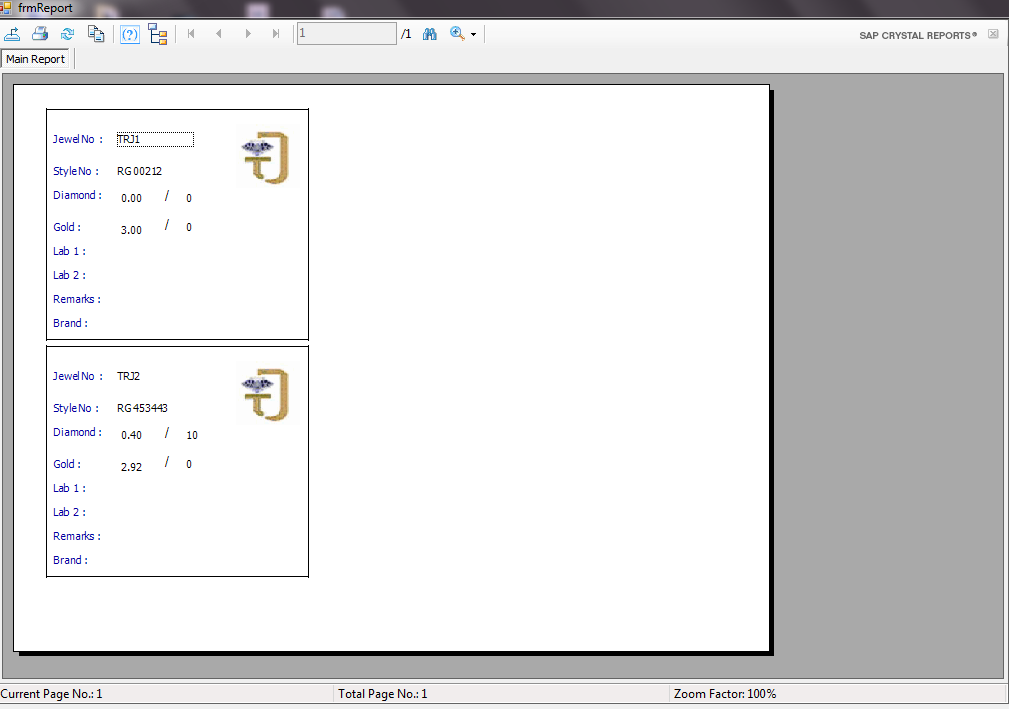 frmReport
1 /1 SAP CRYSTAL REPORTS®
Main Report
Jewel No : TRJ1
Style No : RG00212
Diamond : 0.00 / 0
Gold : 3.00 / 0
Lab 1 :
Lab 2 :
Remarks :
Brand :
Jewel No : TRJ2
Style No : RG453443
Diamond : 0.40 / 10
Gold : 2.92 / 0
Lab 1 :
Lab 2 :
Remarks :
Brand :
Current Page No.: 1 Total Page No.: 1 Zoom Factor: 100%